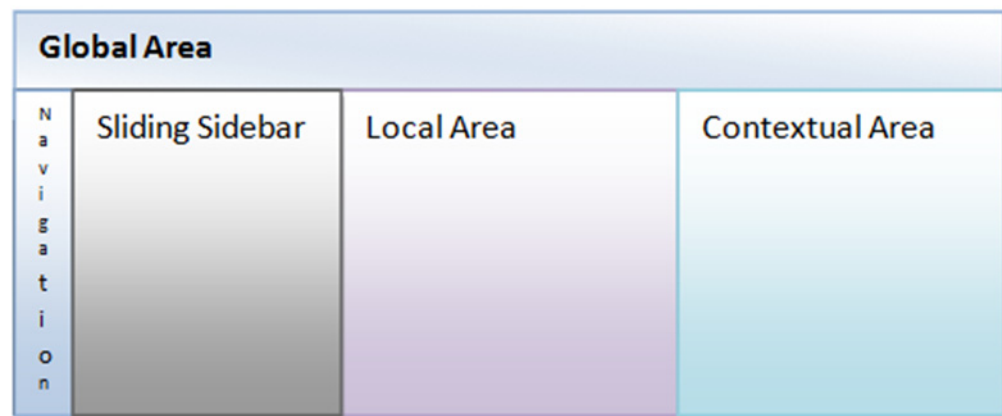 Global Area
Navigation
Sliding Sidebar
Local Area
Contextual Area